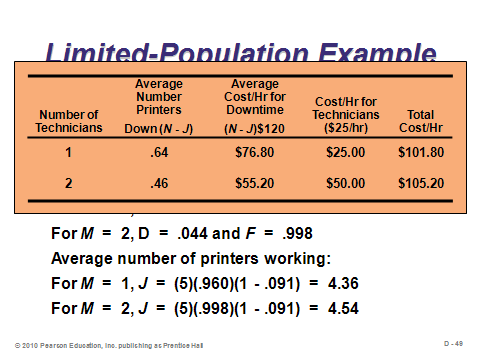 Limited-Population Example
Average Average
Number Cost/Hr for Cost/Hr for
Number of Printers Downtime Technicians Total
Technicians Down (N - J) (N - J)$120 ($25/hr) Cost/Hr
1 .64 $76.80 $25.00 $101.80
2 .46 $55.20 $50.00 $105.20
For M = 2, D = .044 and F = .998
Average number of printers working:
For M = 1, J = (5)(.960)(1 - .091) = 4.36
For M = 2, J = (5)(.998)(1 - .091) = 4.54
© 2010 Pearson Education, Inc. publishing as Prentice Hall
D - 49